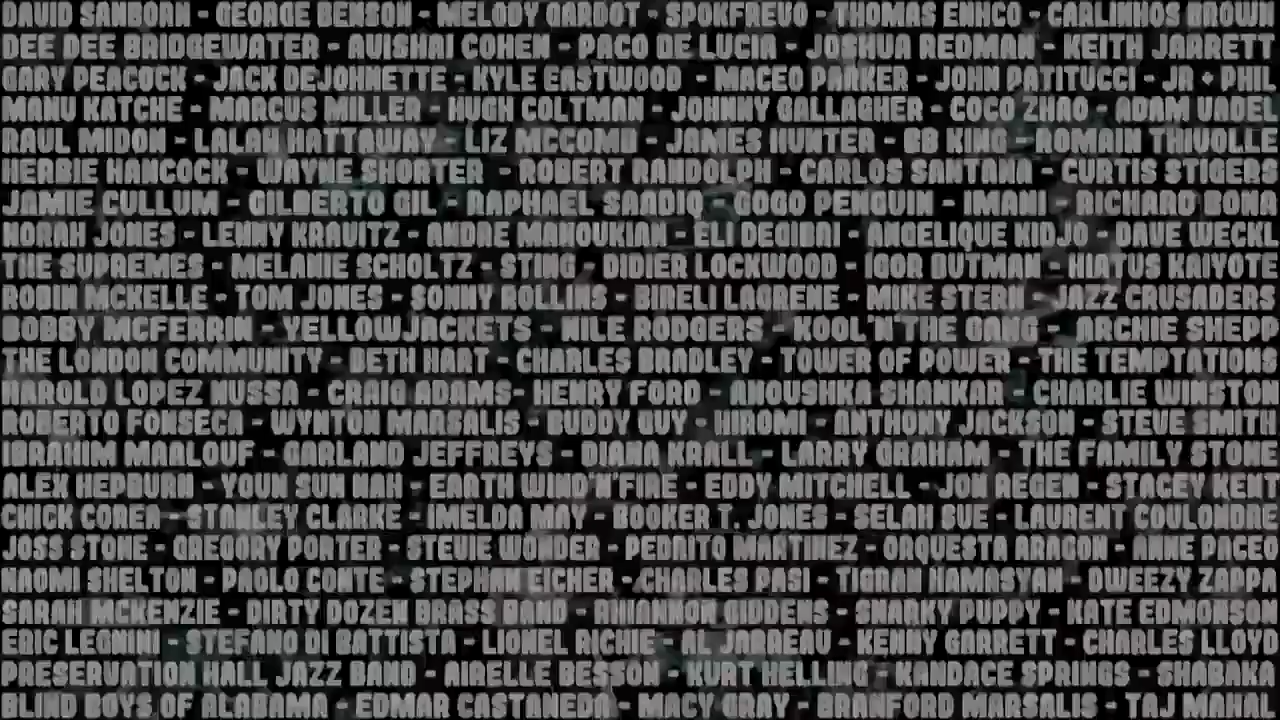 DAVID SANBORN - GEORGE BENSON - MELODY GARDOT - SPOKFREVO - THOMAS ENHCO - CARLINHOS BROWN
DEE DEE BRIDGEWATER - AVISHAI COHEN - PACO DE LUCIA - JOSHUA REDMAN - KEITH JARRETT
GARY PEACOCK - JACK DEJOHNETTE - KYLE EASTWOOD - MACEO PARKER - JOHN PATITUCCI - JR + PHIL
MANU KATCHE - MARCUS MILLER - HUGH COLTMAN - JOHNNY GALLAGHER - COCO ZHAO - ADAM VADEL
RAUL MIDON - LALAH HATTAWAY - LIZ MCCOMB - JAMES HUNTER - BB KING - ROMAIN THIVOLLE
HERBIE HANCOCK - WAYNE SHORTER - ROBERT RANDOLPH - CARLOS SANTANA - CURTIS STIGERS
JAMIE CULLUM - GILBERTO GIL - RAPHAEL SARDIO - GOGO PENGUIN - IMANI - RICHARD BONA
NORAH JONES - LENNY KRAVITZ - ANDRE MANOUKIAN - ELI DEGIBRI - ANGELIQUE KIDJO - DAVE WECKL
THE SUPREMES - MELANIE SCHOLTZ - STING - DIDIER LOCKWOOD - IGOR BUTMAN - HIATUS KAIYOTE
ROBIN MCKELLE - TOM JONES - SONNY ROLLINS - BIRELI LAGRENE - MIKE STERN - JAZZ CRUSADERS
BOBBY MCFERRIN - YELLOWJACKETS - NILE RODGERS - KOOL'N'THE GANG - ARCHIE SHEPP
THE LONDON COMMUNITY - BETH HART - CHARLES BRADLEY - TOWER OF POWER - THE TEMPTATIONS
HAROLD LOPEZ NUSSA - CRAIG ADAMS- HENRY FORD - ANOUSHKA SHANKAR - CHARLIE WINSTON
ROBERTO FONSECA - WYNTON MARSALIS - BUDDY GUY - HIROMI - ANTHONY JACKSON - STEVE SMITH
IBRAHIM MAALOUF - GARLAND JEFFREYS - DIANA KRALL - LARRY GRAHAM - THE FAMILY STONE
ALEX HEPBURN - YOUN SUN NAH - EARTH WIND'N'FIRE - EDDY MITCHELL - JON REGEN - STACEY KENT
CHICK COREA - STANLEY CLARKE - IMELDA MAY - BOOKER T. JONES - SELAH SUE - LAURENT COULONDRE
JOSS STONE - GREGORY PORTER - STEVIE WONDER - PEDRITO MARTINEZ - ORQUESTA ARAGON - ANNE PACEO
NAOMI SHELTON - PAOLO CONTE - STEPHAN EICHER - CHARLES PASI - TIGRAN HAMASYAN - DWEEZY ZAPPA
SARAH MCKENZIE - DIRTY DOZEN BRASS BAND - RHIANNON GIDDENS - SNARKY PUPPY - KATE EDMONSON
ERIC LEGNINI - STEFANO DI BATTISTA - LIONEL RICHIE - AL JARREAU - KENNY GARRETT - CHARLES LLOYD
PRESERVATION HALL JAZZ BAND - AIRELLE BESSON - KURT HELLING - KANDACE SPRINGS - SHABAKA
BLIND BOYS OF ALABAMA - EDMAR CASTANEDA - MACY GRAY - BRANFORD MARSALIS - TAJ MAHAL